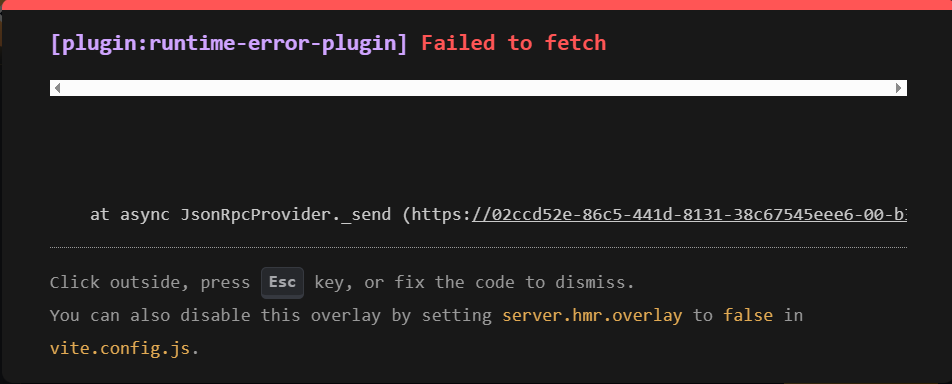 [plugin:runtime-error-plugin] Failed to fetch
at async JsonRpcProvider._send (https://02ccd52e-86c5-441d-8131-38c67545eee6-00-b
Click outside, press Esc key, or fix the code to dismiss.
You can also disable this overlay by setting server.hmr.overlay to false in
vite.config.js.